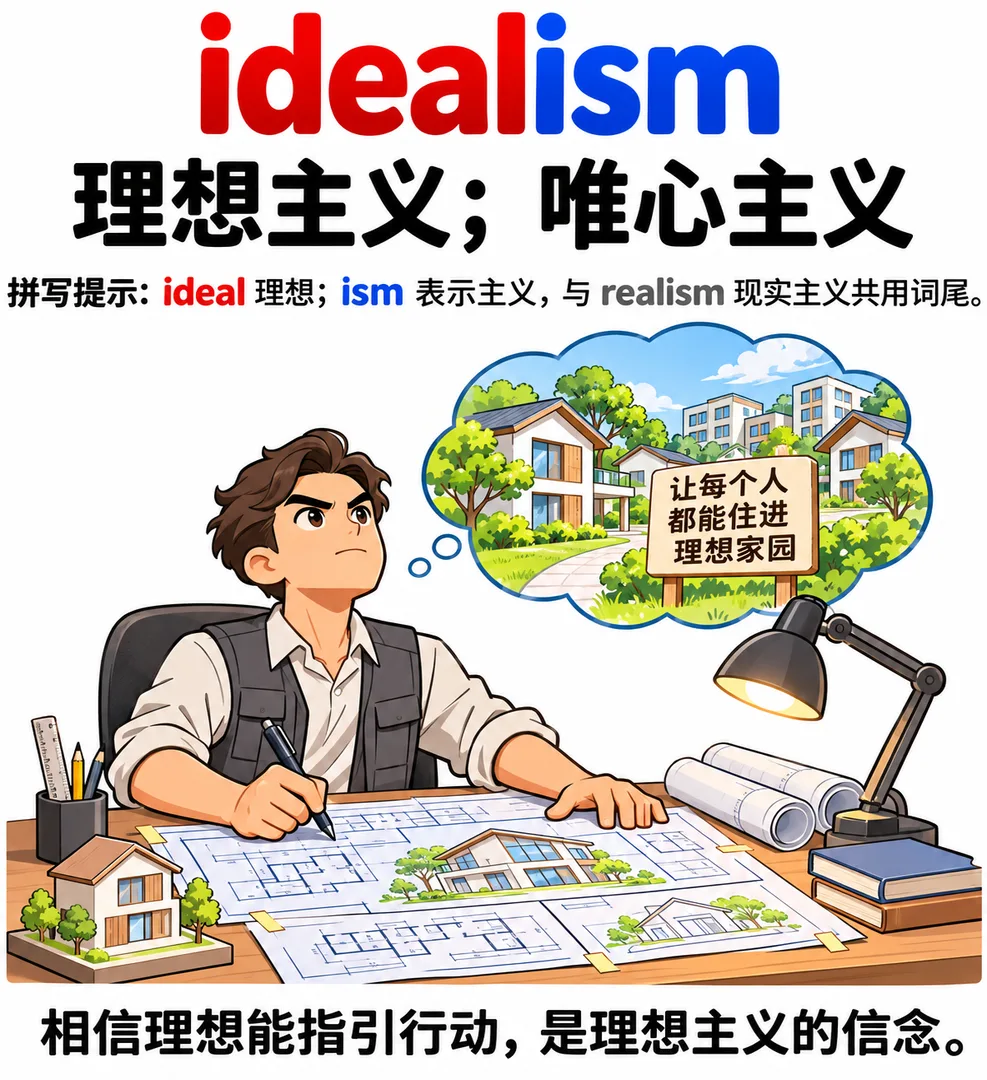 idealism
理想主义；唯心主义
拼写提示：ideal 理想；ism 表示主义，与 realism 现实主义共用词尾。
让每个人
都能住进
理想家园
相信理想能指引行动，是理想主义的信念。